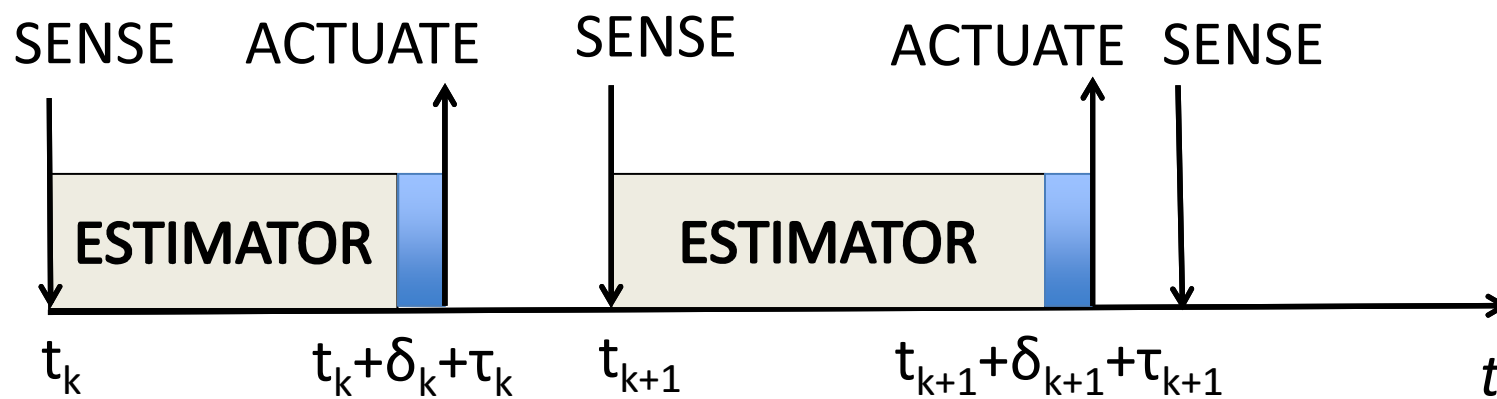 SENSE ACTUATE SENSE ACTUATE SENSE
ESTIMATOR ESTIMATOR
tₖ tₖ+δₖ+τₖ tₖ₊₁ tₖ₊₁+δₖ₊₁+τₖ₊₁ t